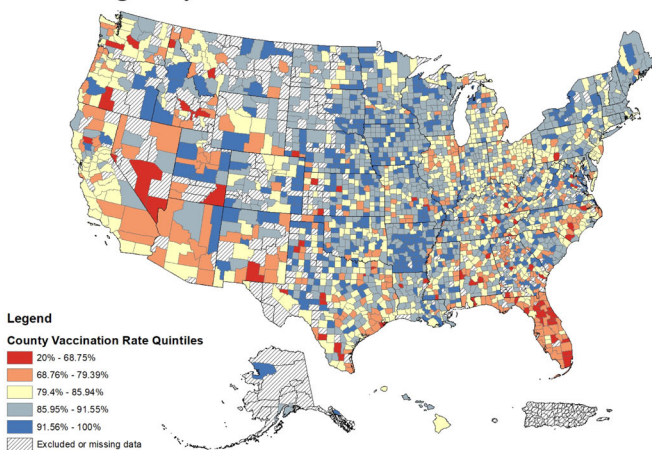 Legend
County Vaccination Rate Quintiles
20% - 68.75%
68.76% - 79.39%
79.4% - 85.94%
85.95% - 91.55%
91.56% - 100%
Excluded or missing data